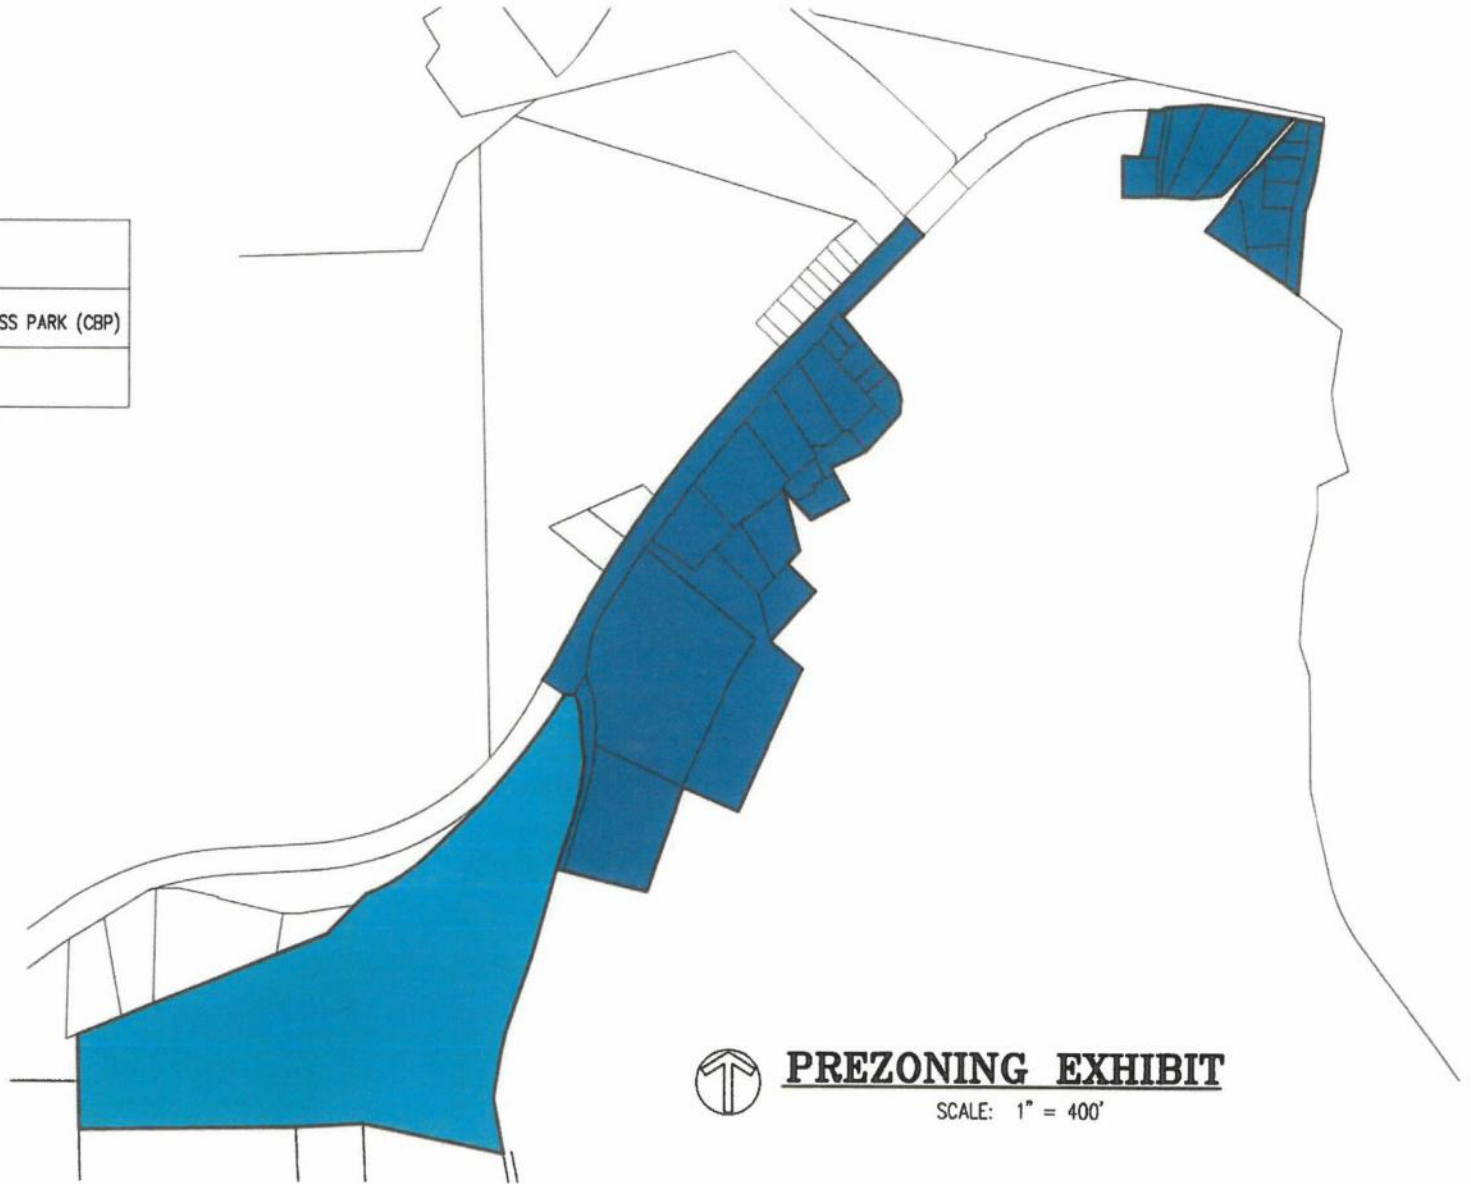 SS PARK (CBP)
PREZONING EXHIBIT
SCALE: 1" = 400'